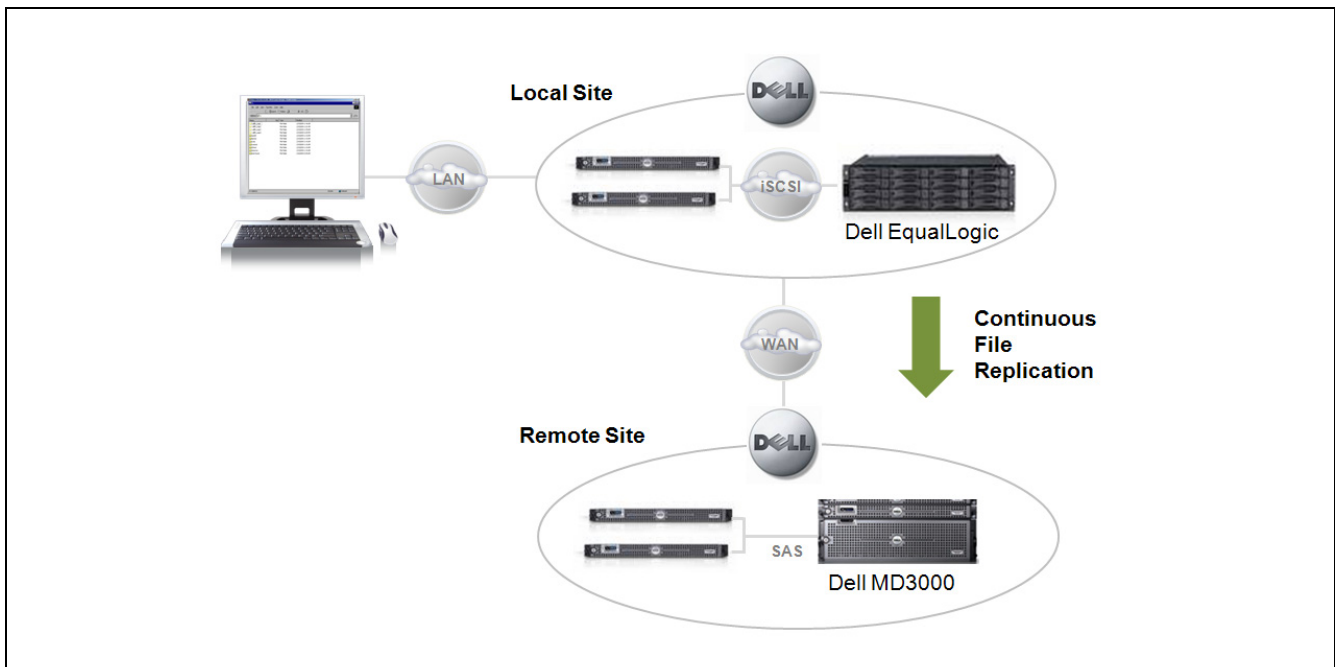 DELL
Local Site
LAN
iSCSI
Dell EqualLogic
WAN
Continuous
File
Replication
DELL
Remote Site
SAS
Dell MD3000